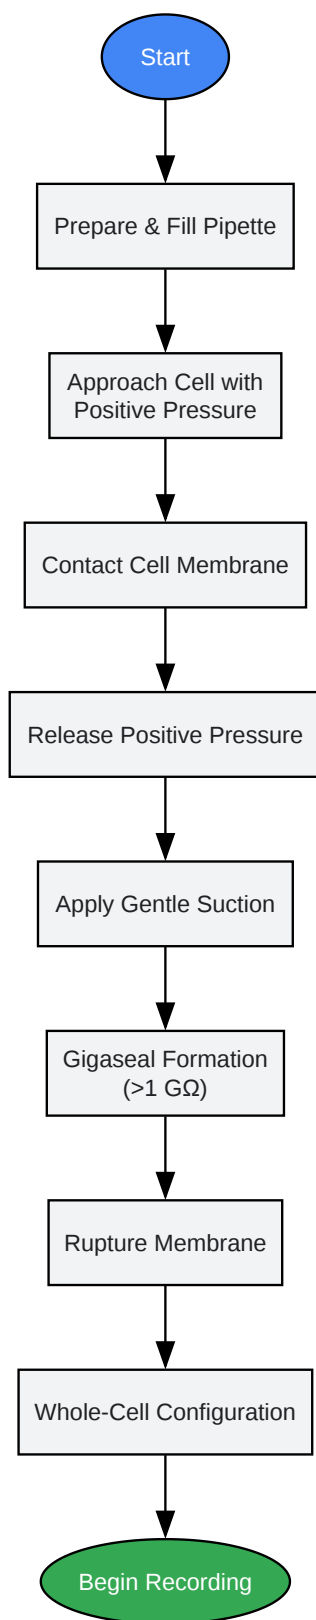 Start
Prepare & Fill Pipette
Approach Cell with
Positive Pressure
Contact Cell Membrane
Release Positive Pressure
Apply Gentle Suction
Gigaseal Formation
(>1 GΩ)
Rupture Membrane
Whole-Cell Configuration
Begin Recording